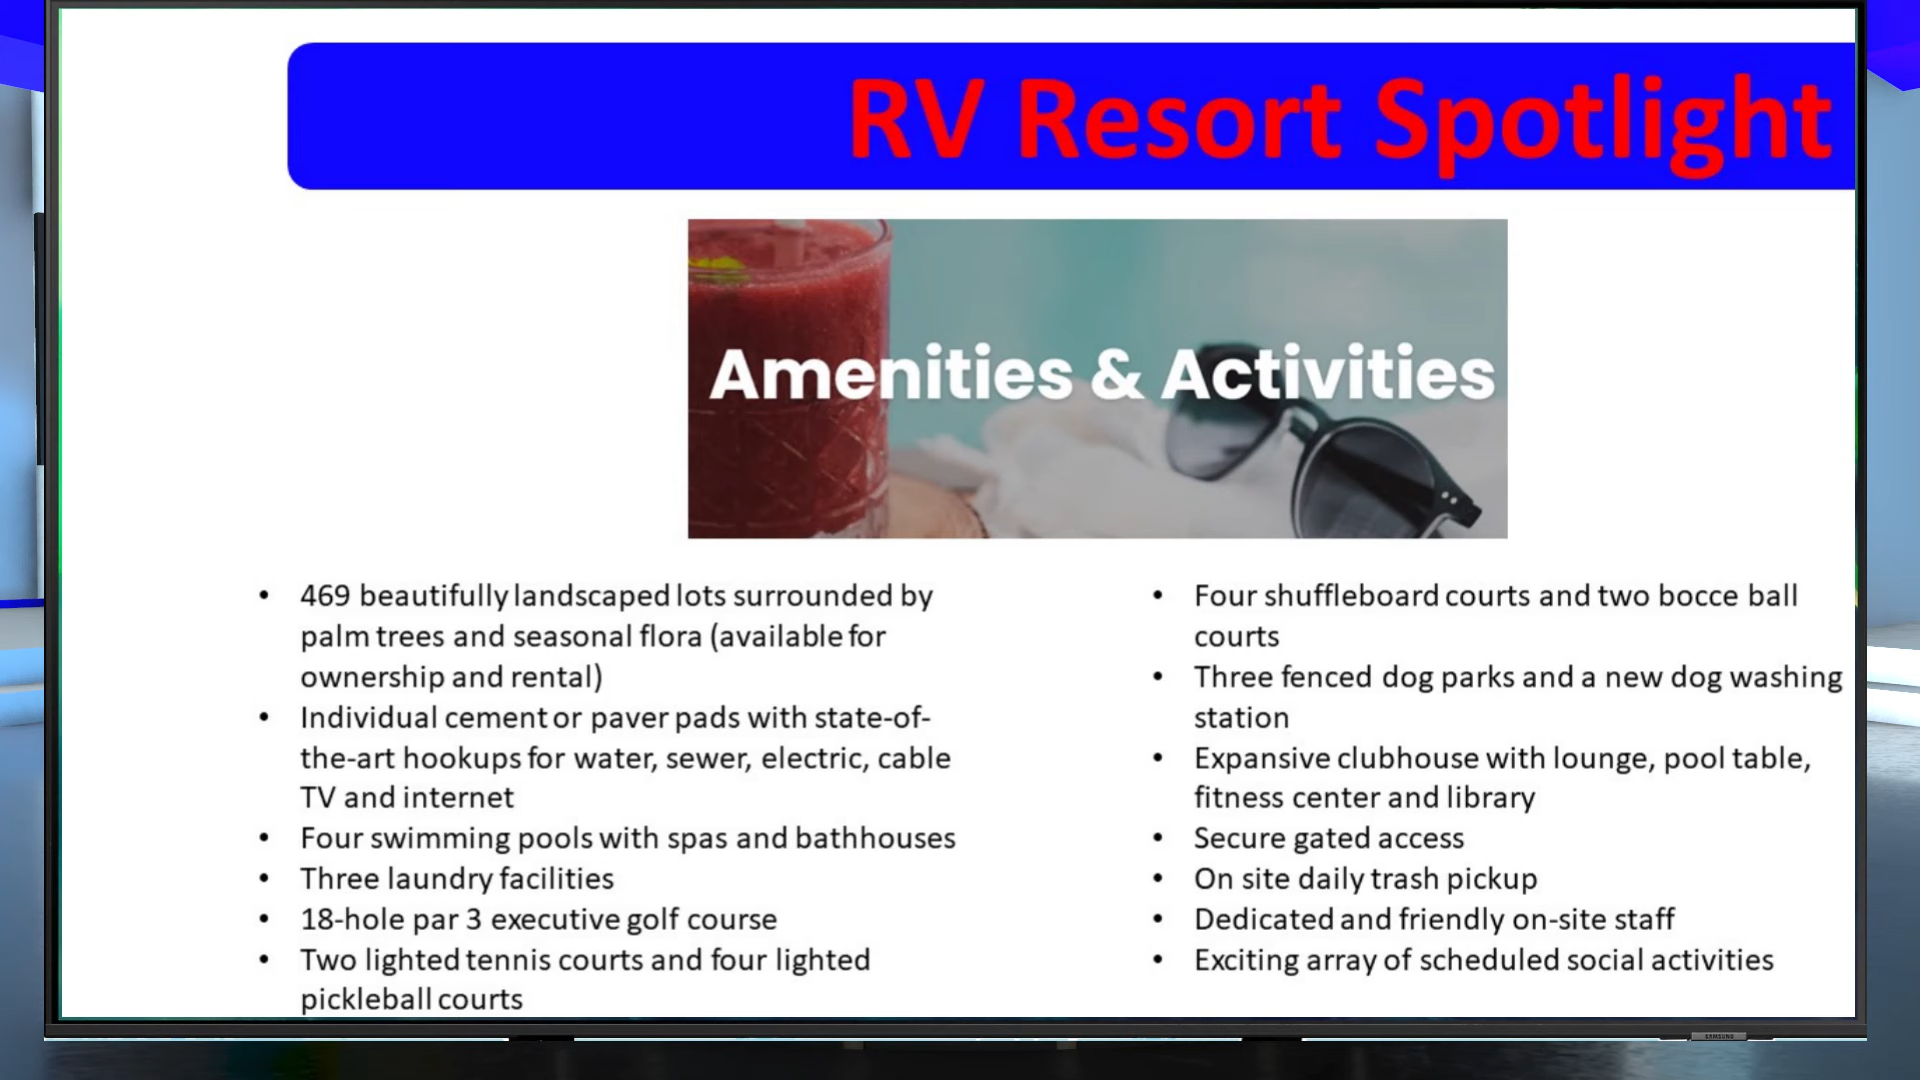 RV Resort Spotlight
Amenities & Activities
• 469 beautifully landscaped lots surrounded by
palm trees and seasonal flora (available for
ownership and rental)
• Individual cement or paver pads with state-of-
the-art hookups for water, sewer, electric, cable
TV and internet
• Four swimming pools with spas and bathhouses
• Three laundry facilities
• 18-hole par 3 executive golf course
• Two lighted tennis courts and four lighted
pickleball courts
• Four shuffleboard courts and two bocce ball
courts
• Three fenced dog parks and a new dog washing
station
• Expansive clubhouse with lounge, pool table,
fitness center and library
• Secure gated access
• On site daily trash pickup
• Dedicated and friendly on-site staff
• Exciting array of scheduled social activities
SAMSUNG